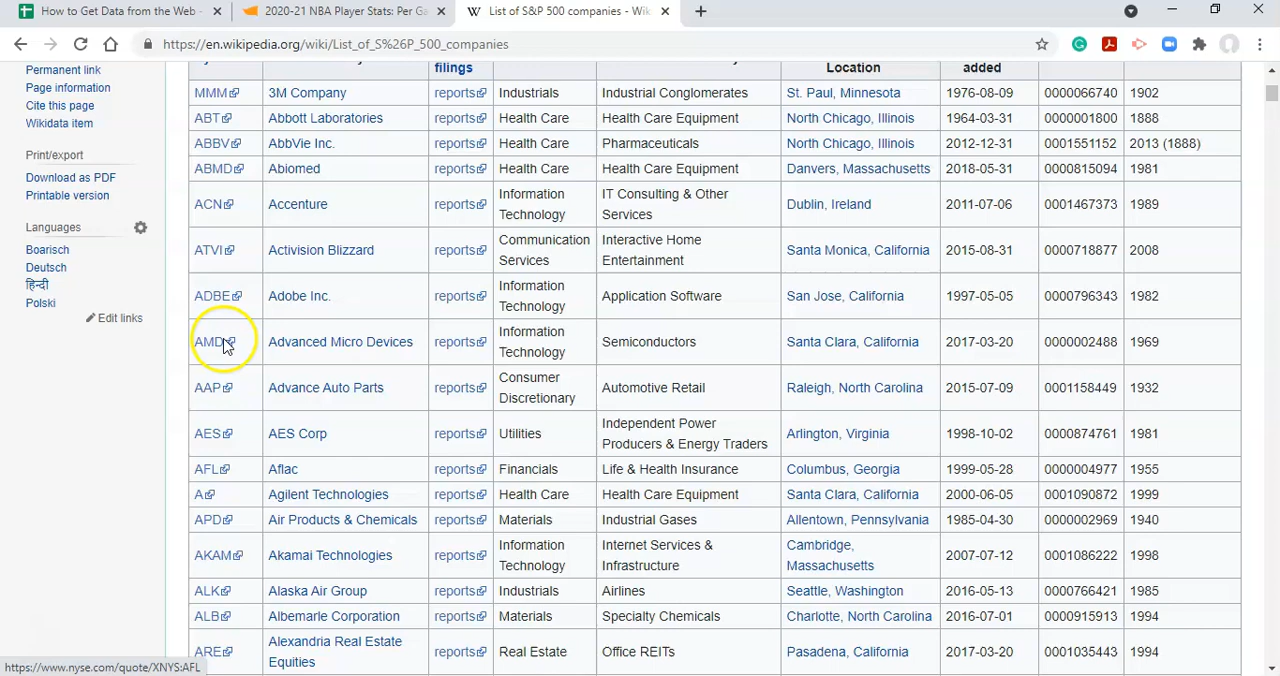 How to Get Data from the Web -
2020-21 NBA Player Stats: Per Ga
List of S&P 500 companies - Wik
https://en.wikipedia.org/wiki/List_of_S%26P_500_companies
Permanent link
Page information
Cite this page
Wikidata item
Print/export
Download as PDF
Printable version
Languages
Boarisch
Deutsch
हिन्दी
Polski
Edit links
filings
Location
added
MMM 3M Company reports Industrials Industrial Conglomerates St. Paul, Minnesota 1976-08-09 0000066740 1902
ABT Abbott Laboratories reports Health Care Health Care Equipment North Chicago, Illinois 1964-03-31 0000001800 1888
ABBV AbbVie Inc. reports Health Care Pharmaceuticals North Chicago, Illinois 2012-12-31 0001551152 2013 (1888)
ABMD Abiomed reports Health Care Health Care Equipment Danvers, Massachusetts 2018-05-31 0000815094 1981
ACN Accenture reports Information
Technology IT Consulting & Other
Services Dublin, Ireland 2011-07-06 0001467373 1989
ATVI Activision Blizzard reports Communication
Services Interactive Home
Entertainment Santa Monica, California 2015-08-31 0000718877 2008
ADBE Adobe Inc. reports Information
Technology Application Software San Jose, California 1997-05-05 0000796343 1982
AMD Advanced Micro Devices reports Information
Technology Semiconductors Santa Clara, California 2017-03-20 0000002488 1969
AAP Advance Auto Parts reports Consumer
Discretionary Automotive Retail Raleigh, North Carolina 2015-07-09 0001158449 1932
AES AES Corp reports Utilities Independent Power
Producers & Energy Traders Arlington, Virginia 1998-10-02 0000874761 1981
AFL Aflac reports Financials Life & Health Insurance Columbus, Georgia 1999-05-28 0000004977 1955
A Agilent Technologies reports Health Care Health Care Equipment Santa Clara, California 2000-06-05 0001090872 1999
APD Air Products & Chemicals reports Materials Industrial Gases Allentown, Pennsylvania 1985-04-30 0000002969 1940
AKAM Akamai Technologies reports Information
Technology Internet Services &
Infrastructure Cambridge,
Massachusetts 2007-07-12 0001086222 1998
ALK Alaska Air Group reports Industrials Airlines Seattle, Washington 2016-05-13 0000766421 1985
ALB Albemarle Corporation reports Materials Specialty Chemicals Charlotte, North Carolina 2016-07-01 0000915913 1994
ARE Alexandria Real Estate
Equities reports Real Estate Office REITs Pasadena, California 2017-03-20 0001035443 1994
https://www.nyse.com/quote/XNYS:AFL